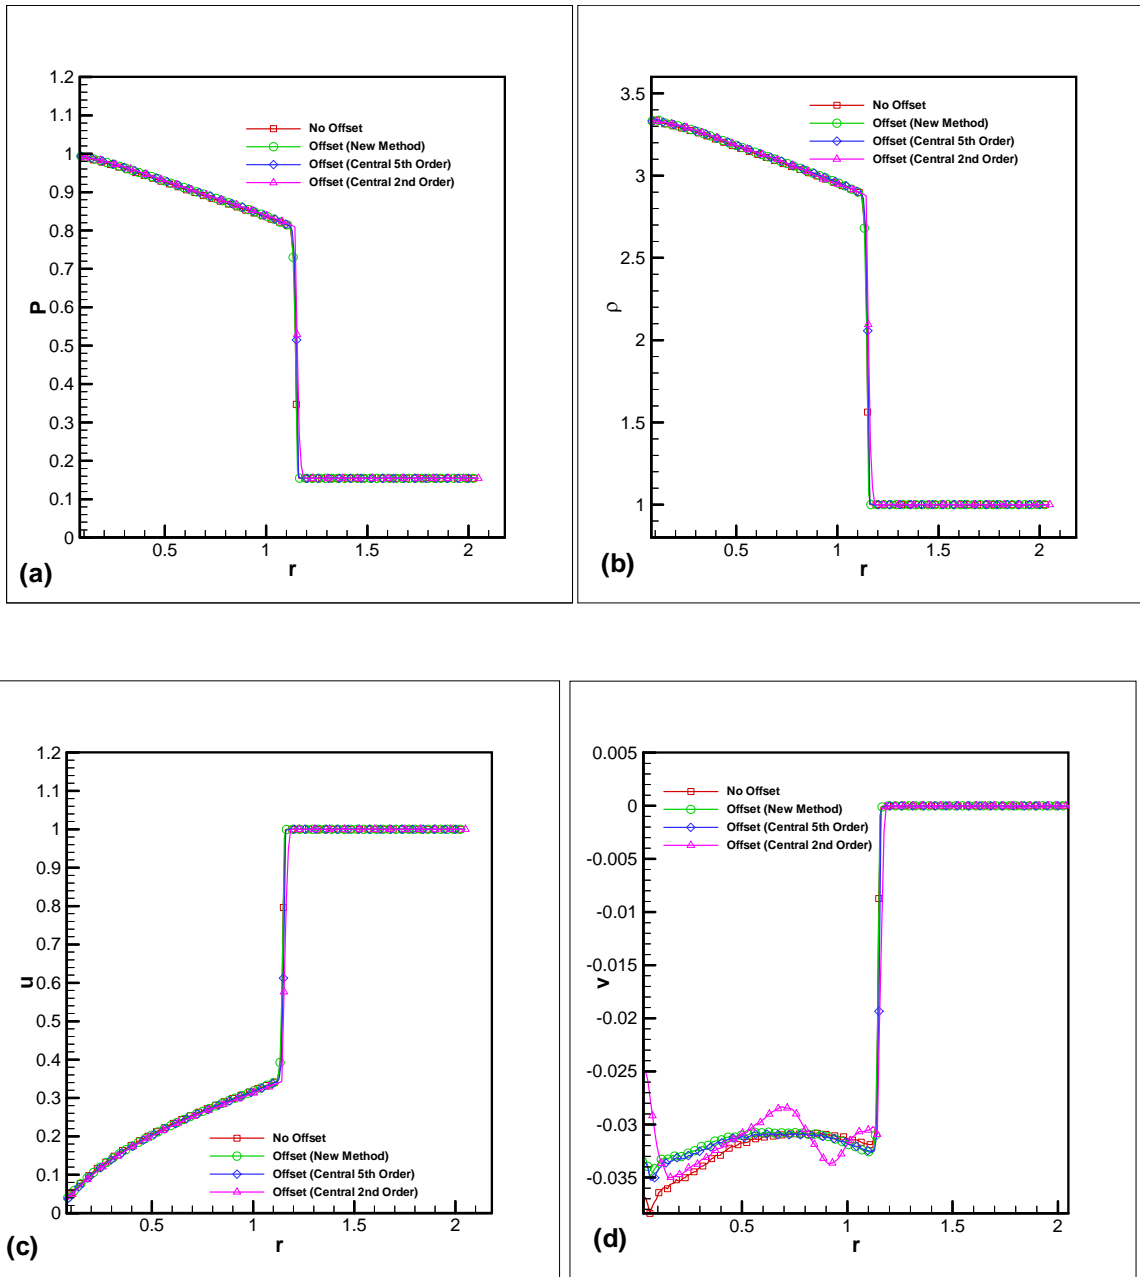 1.2
1.1
1
0.9
0.8
0.7
0.6
0.5
0.4
0.3
0.2
0.1
0
P
No Offset
Offset (New Method)
Offset (Central 5th Order)
Offset (Central 2nd Order)
0.5 1 1.5 2
r
(a)
3.5
3
2.5
2
1.5
1
ρ
No Offset
Offset (New Method)
Offset (Central 5th Order)
Offset (Central 2nd Order)
0.5 1 1.5 2
r
(b)
1.2
1.1
1
0.9
0.8
0.7
0.6
0.5
0.4
0.3
0.2
0.1
0
u
No Offset
Offset (New Method)
Offset (Central 5th Order)
Offset (Central 2nd Order)
0.5 1 1.5 2
r
(c)
0.005
0
-0.005
-0.01
-0.015
-0.02
-0.025
-0.03
-0.035
v
No Offset
Offset (New Method)
Offset (Central 5th Order)
Offset (Central 2nd Order)
0.5 1 1.5 2
r
(d)